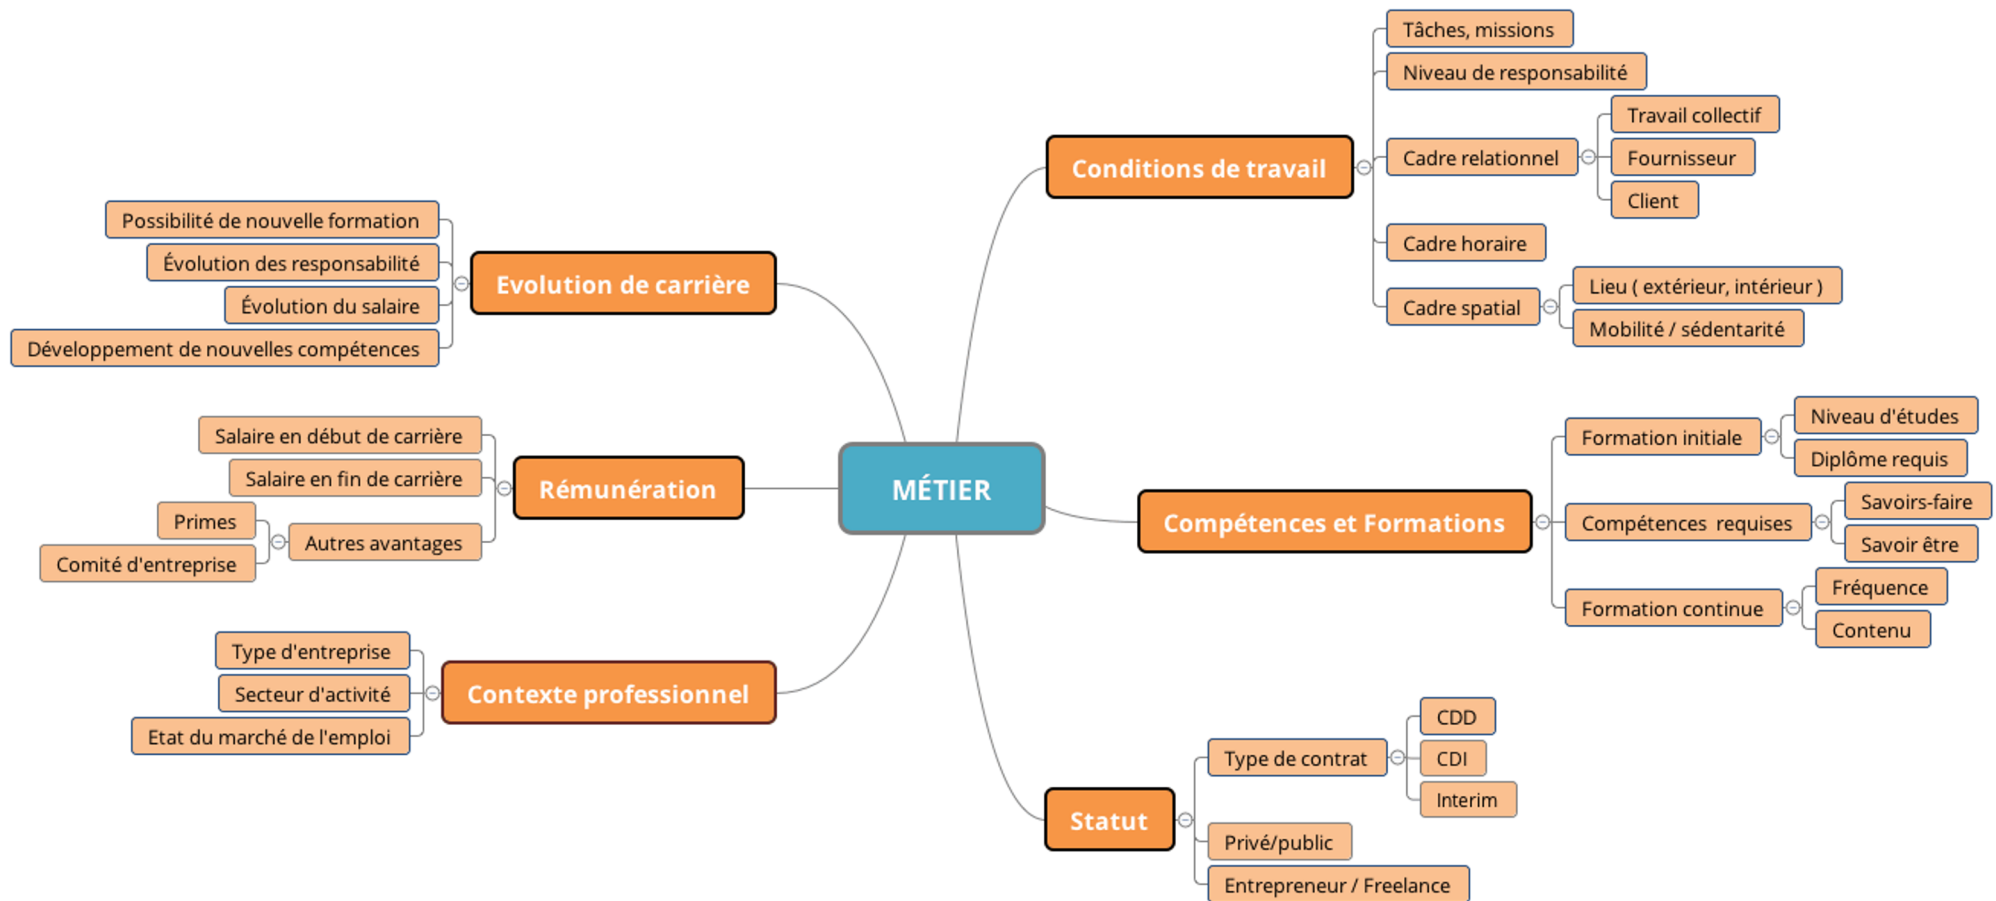 MÉTIER
Conditions de travail
Tâches, missions
Niveau de responsabilité
Cadre relationnel
Travail collectif
Fournisseur
Client
Cadre horaire
Cadre spatial
Lieu ( extérieur, intérieur )
Mobilité / sédentarité
Compétences et Formations
Formation initiale
Niveau d'études
Diplôme requis
Compétences  requises
Savoirs-faire
Savoir être
Formation continue
Fréquence
Contenu
Statut
Type de contrat
CDD
CDI
Interim
Privé/public
Entrepreneur / Freelance
Evolution de carrière
Possibilité de nouvelle formation
Évolution des responsabilité
Évolution du salaire
Développement de nouvelles compétences
Rémunération
Salaire en début de carrière
Salaire en fin de carrière
Autres avantages
Primes
Comité d'entreprise
Contexte professionnel
Type d'entreprise
Secteur d'activité
Etat du marché de l'emploi